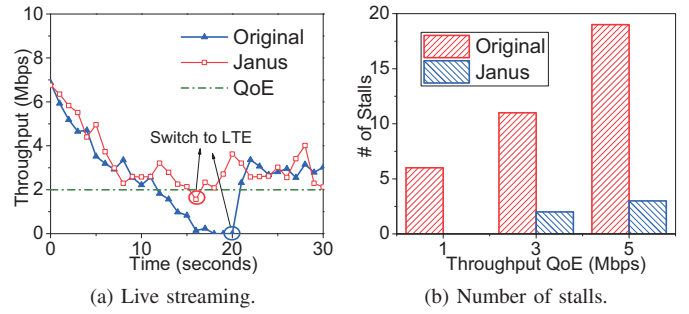 10
8
6
4
2
0
Throughput (Mbps)
Original
Janus
QoE
Switch to LTE
0
10
20
30
Time (seconds)
(a) Live streaming.
20
15
10
5
0
# of Stalls
Original
Janus
1
3
5
Throughput QoE (Mbps)
(b) Number of stalls.